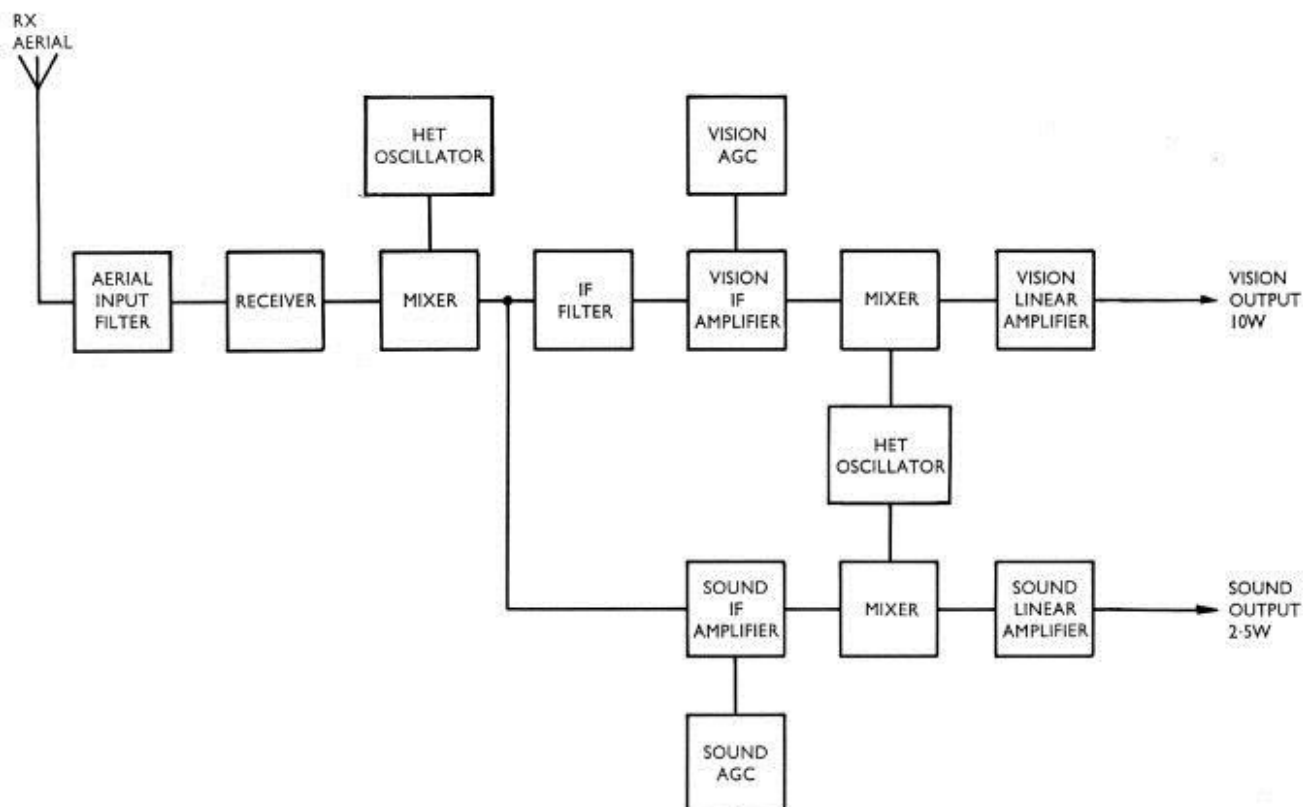 RX
AERIAL
HET
OSCILLATOR
VISION
AGC
AERIAL
INPUT
FILTER
RECEIVER
MIXER
IF
FILTER
VISION
IF
AMPLIFIER
MIXER
VISION
LINEAR
AMPLIFIER
VISION
OUTPUT
10W
HET
OSCILLATOR
SOUND
IF
AMPLIFIER
MIXER
SOUND
LINEAR
AMPLIFIER
SOUND
OUTPUT
2·5W
SOUND
AGC